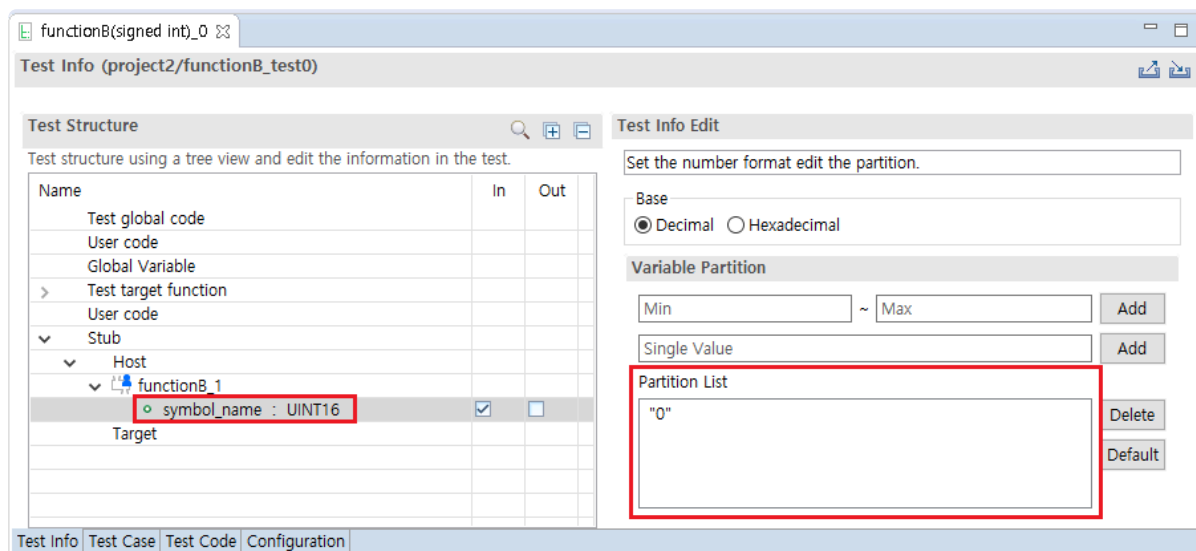 functionB(signed int)_0
Test Info (project2/functionB_test0)
Test Structure
Test structure using a tree view and edit the information in the test.
Name In Out
Test global code
User code
Global Variable
Test target function
User code
Stub
Host
functionB_1
symbol_name : UINT16
Target
Test Info Edit
Set the number format edit the partition.
Base
Decimal Hexadecimal
Variable Partition
Min ~ Max Add
Single Value Add
Partition List
"0"
Delete
Default
Test Info Test Case Test Code Configuration